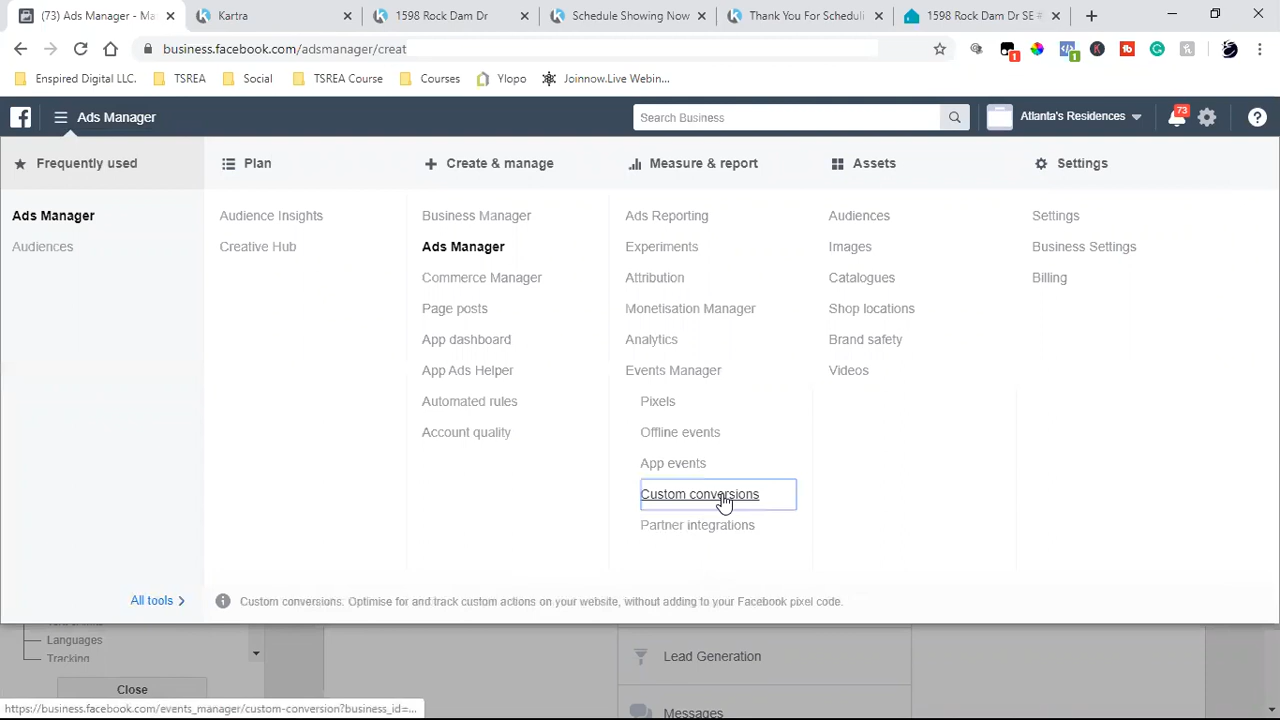 (73) Ads Manager - Ma
Kartra
1598 Rock Dam Dr
Schedule Showing Now
Thank You For Scheduli
1598 Rock Dam Dr SE #
business.facebook.com/adsmanager/creat
1
1
Enspired Digital LLC.
TSREA
Social
TSREA Course
Courses
Ylopo
Joinnow.Live Webin...
Ads Manager
Search Business
Atlanta's Residences
73
Frequently used
Plan
Create & manage
Measure & report
Assets
Settings
Ads Manager
Audience Insights
Business Manager
Ads Reporting
Audiences
Settings
Audiences
Creative Hub
Ads Manager
Experiments
Images
Business Settings
Commerce Manager
Attribution
Catalogues
Billing
Page posts
Monetisation Manager
Shop locations
App dashboard
Analytics
Brand safety
App Ads Helper
Events Manager
Videos
Automated rules
Pixels
Account quality
Offline events
App events
Custom conversions
Partner integrations
All tools
Custom conversions. Optimise for and track custom actions on your website, without adding to your Facebook pixel code.
Languages
Lead Generation
Tracking
Close
Messages
https://business.facebook.com/events_manager/custom-conversion?business_id=...